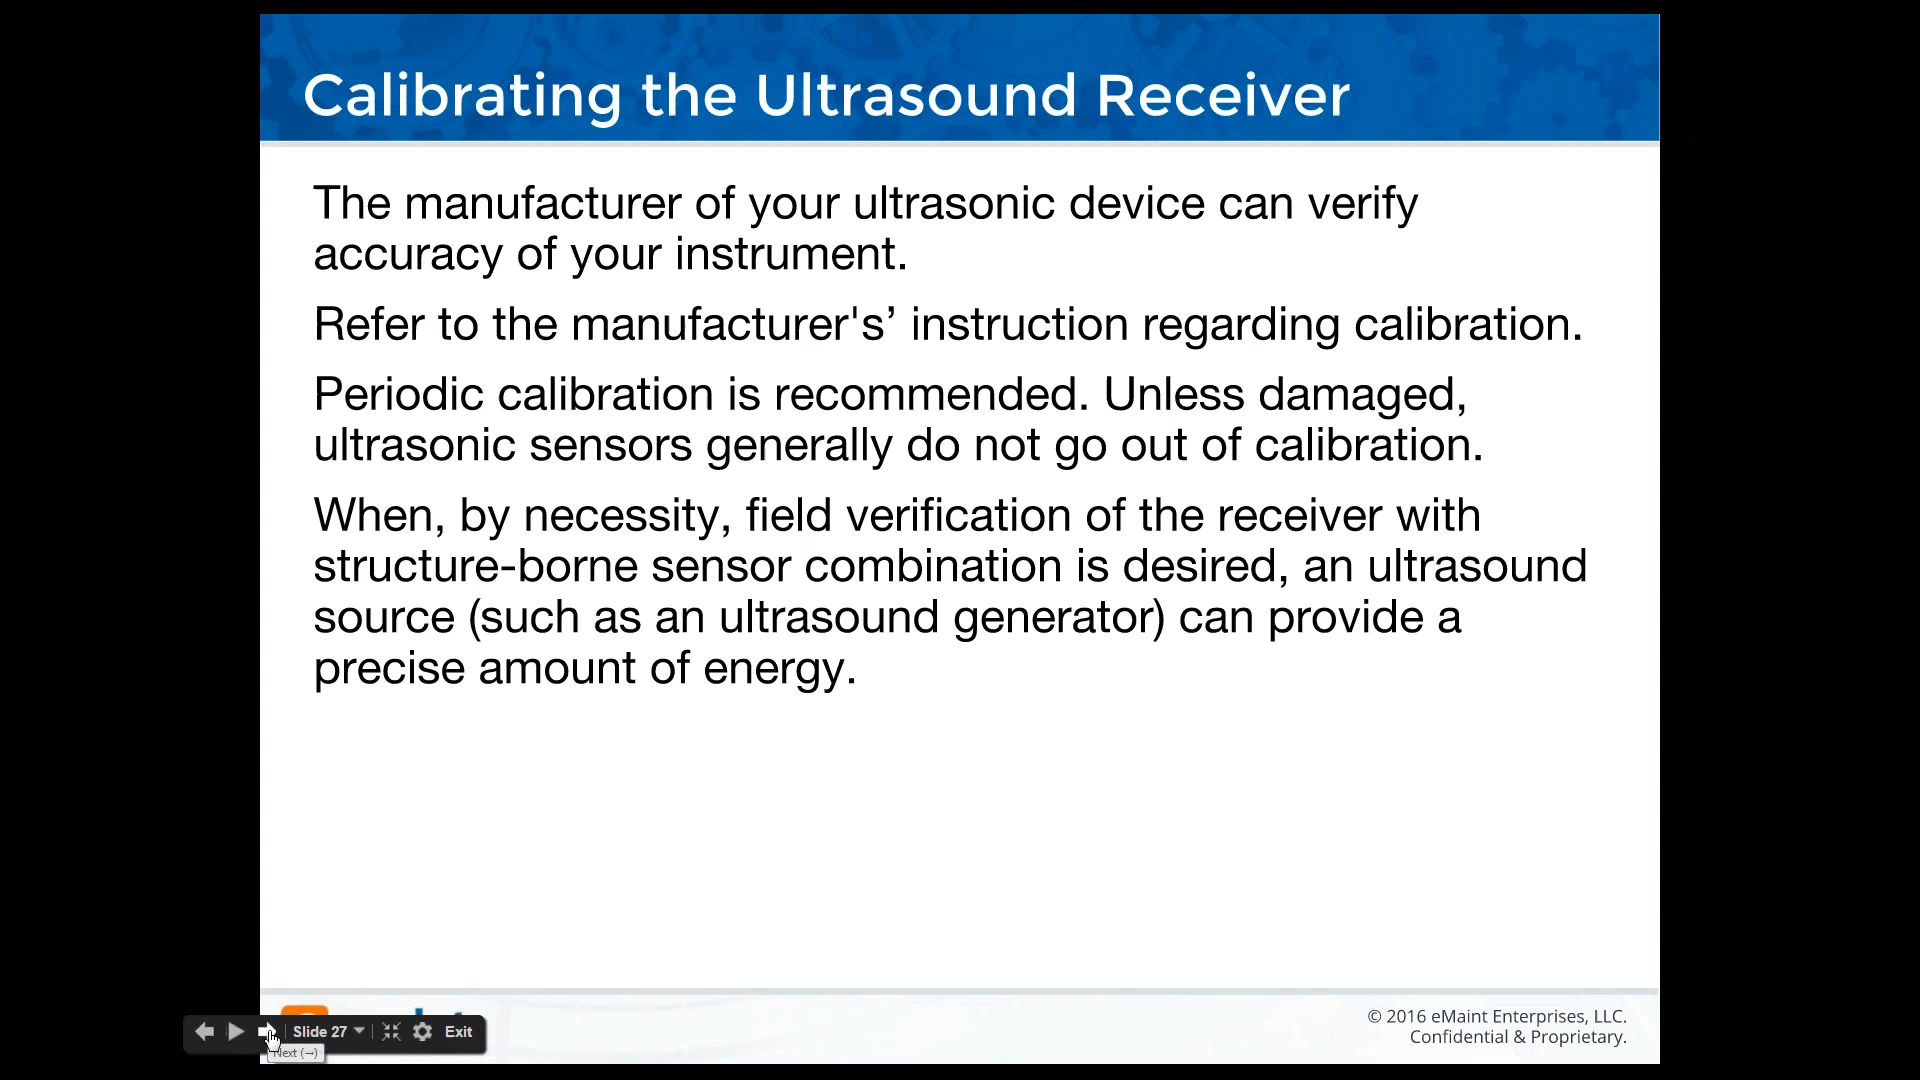 Calibrating the Ultrasound Receiver
The manufacturer of your ultrasonic device can verify
accuracy of your instrument.
Refer to the manufacturer's’ instruction regarding calibration.
Periodic calibration is recommended. Unless damaged,
ultrasonic sensors generally do not go out of calibration.
When, by necessity, field verification of the receiver with
structure-borne sensor combination is desired, an ultrasound
source (such as an ultrasound generator) can provide a
precise amount of energy.
© 2016 eMaint Enterprises, LLC.
Confidential & Proprietary.
Slide 27
Exit
Next (→)